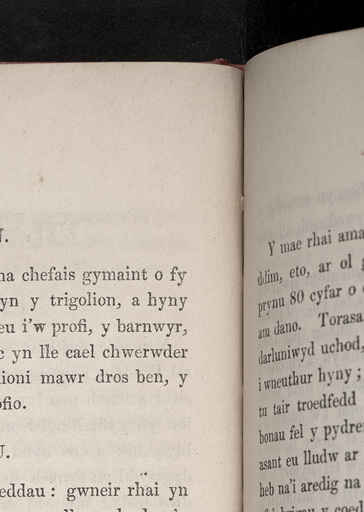 na chefais gymaint o fy
yn y trigolion, a hyny
eu i'w profi, y barnwyr,
c yn lle cael chwerwder
ioni mawr dros ben, y
ofio.
eddau: gwneir rhai yn
Y mae rhai ama
ddim, eto, ar ol g
prynu 80 cyfar o
am dano. Torasa
darluniwyd uchod,
i wneuthur hyny;
tu tair troedfedd
bonau fel y pydre
asant eu lludw ar
heb na'i aredig na
y coed